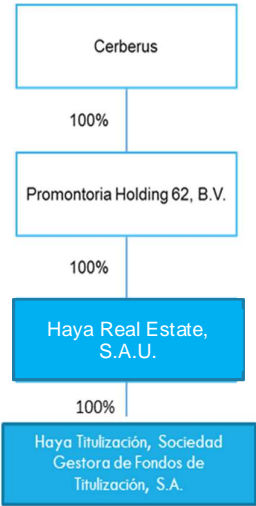 Cerberus
100%
Promontoria Holding 62, B.V.
100%
Haya Real Estate,
S.A.U.
100%
Haya Titulización, Sociedad
Gestora de Fondos de
Titulización, S.A.